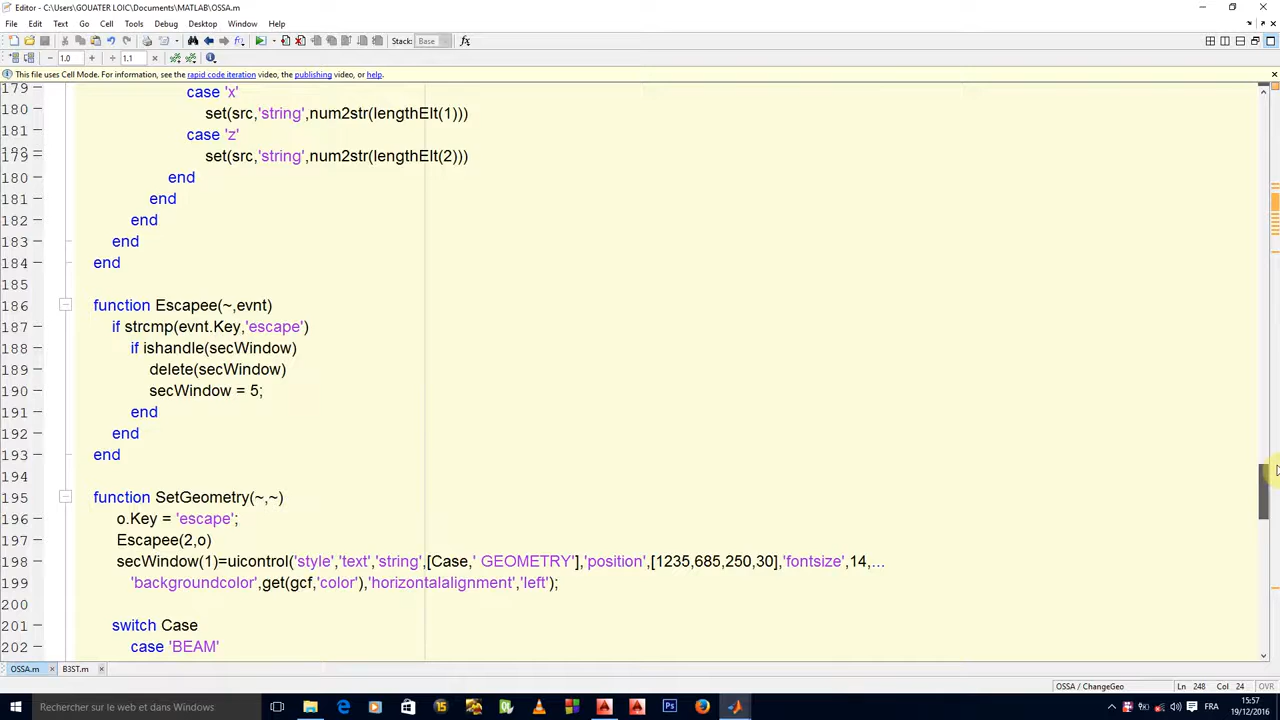 Editor - C:\Users\GOUATER LOIC\Documents\MATLAB\OSSA.m
File Edit Text Go Cell Tools Debug Desktop Window Help
Stack: Base fx
1.0 1.1
This file uses Cell Mode. For information, see the rapid code iteration video, the publishing video, or help.
179 case 'x'
180 set(src,'string',num2str(lengthElt(1)))
181 case 'z'
179 set(src,'string',num2str(lengthElt(2)))
180 end
181 end
182 end
183 end
184 end
185
186 function Escapee(~,evnt)
187 if strcmp(evnt.Key,'escape')
188 if ishandle(secWindow)
189 delete(secWindow)
190 secWindow = 5;
191 end
192 end
193 end
194
195 function SetGeometry(~,~)
196 o.Key = 'escape';
197 Escapee(2,o)
198 secWindow(1)=uicontrol('style','text','string',[Case,' GEOMETRY'],'position',[1235,685,250,30],'fontsize',14,...
199 'backgroundcolor',get(gcf,'color'),'horizontalalignment','left');
200
201 switch Case
202 case 'BEAM'
OSSA.m B3ST.m
OSSA / ChangeGeo Ln 248 Col 24 OVR
Rechercher sur le web et dans Windows
FRA
15:57
19/12/2016